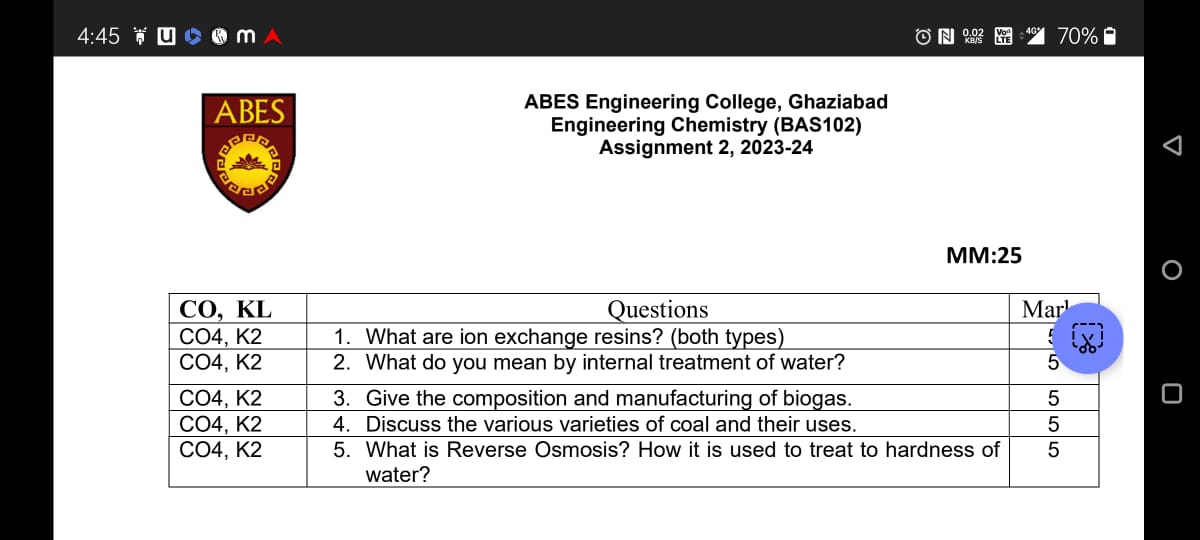 4:45
0.02 KB/S
Vo LTE
4G+
70%
ABES
ABES Engineering College, Ghaziabad
Engineering Chemistry (BAS102)
Assignment 2, 2023-24
MM:25
CO, KL Questions
CO4, K2 1. What are ion exchange resins? (both types)
CO4, K2 2. What do you mean by internal treatment of water? 5
CO4, K2 3. Give the composition and manufacturing of biogas. 5
CO4, K2 4. Discuss the various varieties of coal and their uses. 5
CO4, K2 5. What is Reverse Osmosis? How it is used to treat to hardness of 5
water?